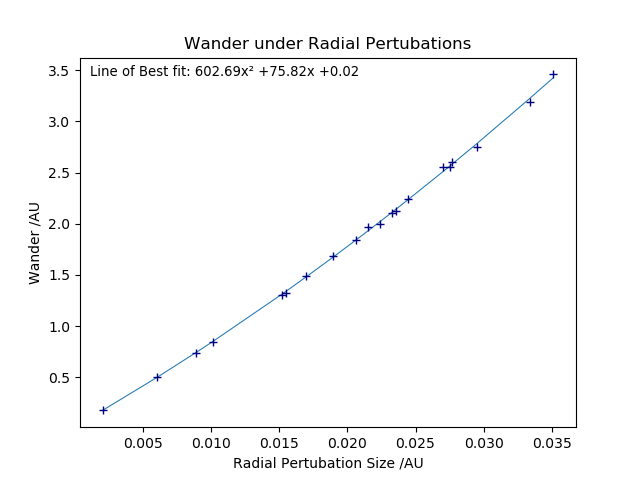 Wander under Radial Pertubations
Line of Best fit: 602.69x² +75.82x +0.02
3.5
3.0
2.5
2.0
1.5
1.0
0.5
Wander /AU
0.005 0.010 0.015 0.020 0.025 0.030 0.035
Radial Pertubation Size /AU